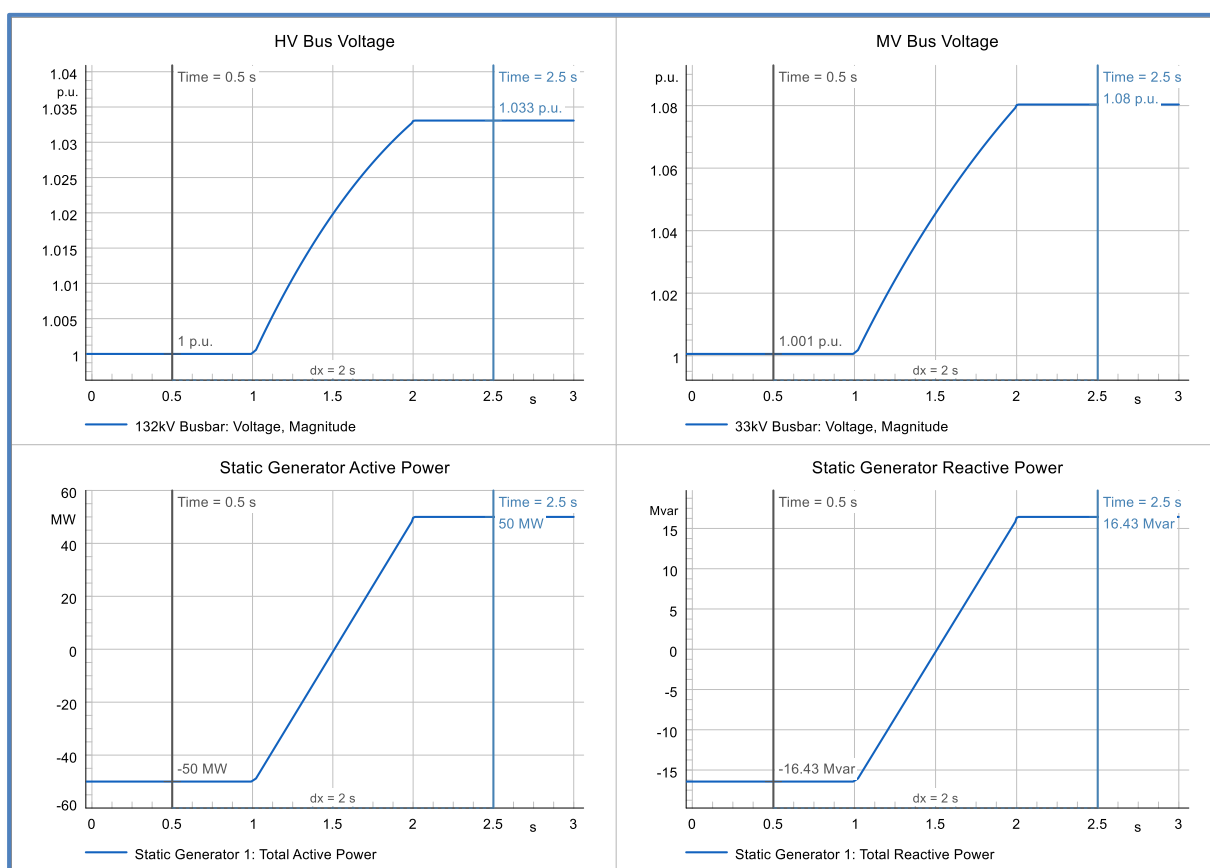 HV Bus Voltage
1.04
p.u.
1.035
1.03
1.025
1.02
1.015
1.01
1.005
1
Time = 0.5 s
Time = 2.5 s
1.033 p.u.
1 p.u.
dx = 2 s
0 0.5 1 1.5 2 2.5 s 3
132kV Busbar: Voltage, Magnitude
MV Bus Voltage
p.u.
1.08
1.06
1.04
1.02
1
Time = 0.5 s
Time = 2.5 s
1.08 p.u.
1.001 p.u.
dx = 2 s
0 0.5 1 1.5 2 2.5 s 3
33kV Busbar: Voltage, Magnitude
Static Generator Active Power
60
MW
40
20
0
-20
-40
-60
Time = 0.5 s
Time = 2.5 s
50 MW
-50 MW
dx = 2 s
0 0.5 1 1.5 2 2.5 s 3
Static Generator 1: Total Active Power
Static Generator Reactive Power
Mvar
15
10
5
0
-5
-10
-15
Time = 0.5 s
Time = 2.5 s
16.43 Mvar
-16.43 Mvar
dx = 2 s
0 0.5 1 1.5 2 2.5 s 3
Static Generator 1: Total Reactive Power